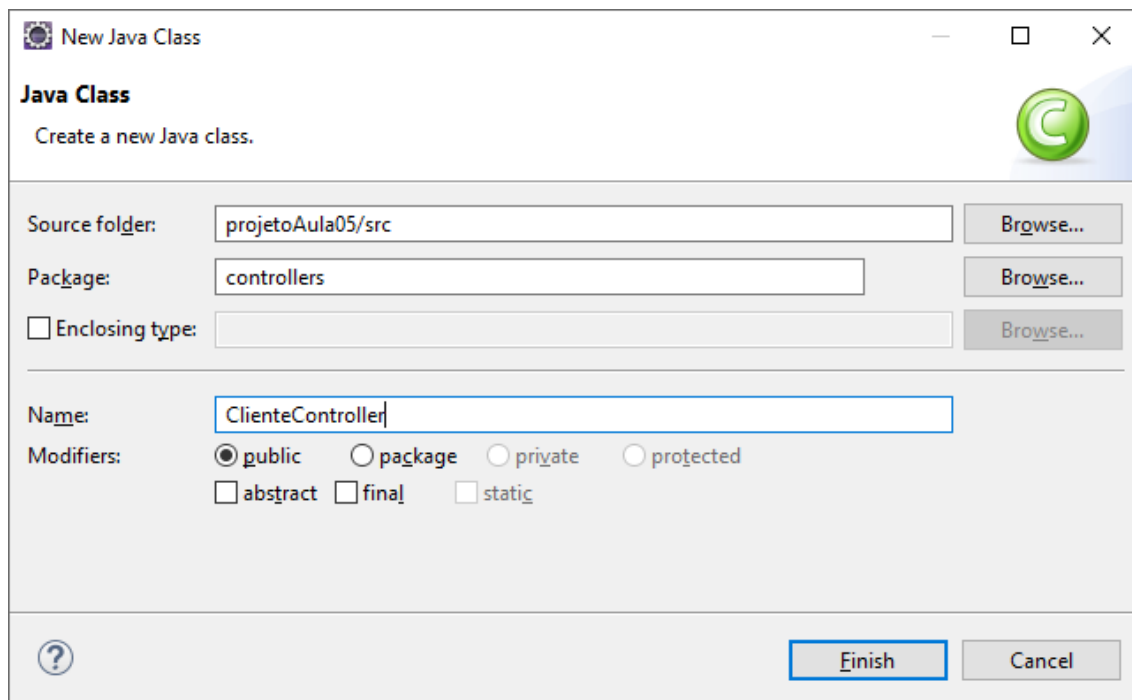 New Java Class
Java Class
Create a new Java class.
Source folder: projetoAula05/src Browse...
Package: controllers Browse...
Enclosing type: Browse...
Name: ClienteController
Modifiers: public package private protected
abstract final static
? Finish Cancel